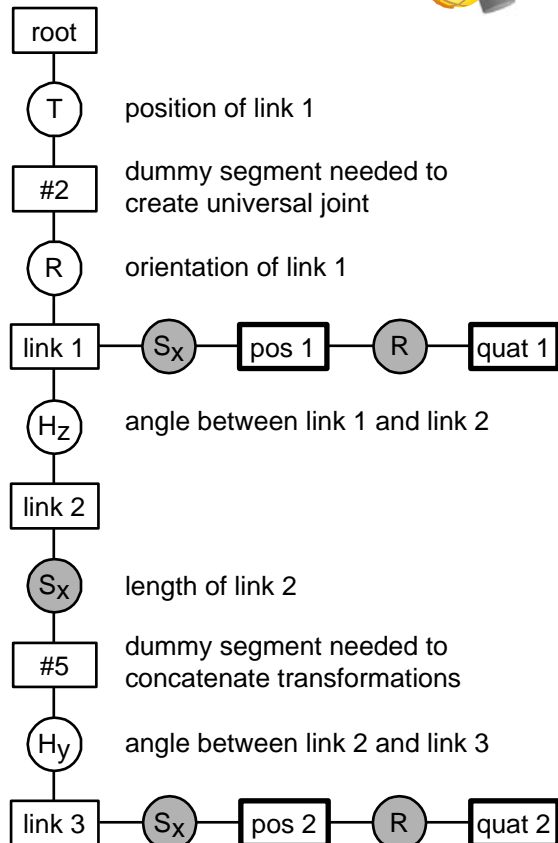 root
T
position of link 1
#2
dummy segment needed to
create universal joint
R
orientation of link 1
link 1
Sx
pos 1
R
quat 1
Hz
angle between link 1 and link 2
link 2
Sx
length of link 2
#5
dummy segment needed to
concatenate transformations
Hy
angle between link 2 and link 3
link 3
Sx
pos 2
R
quat 2